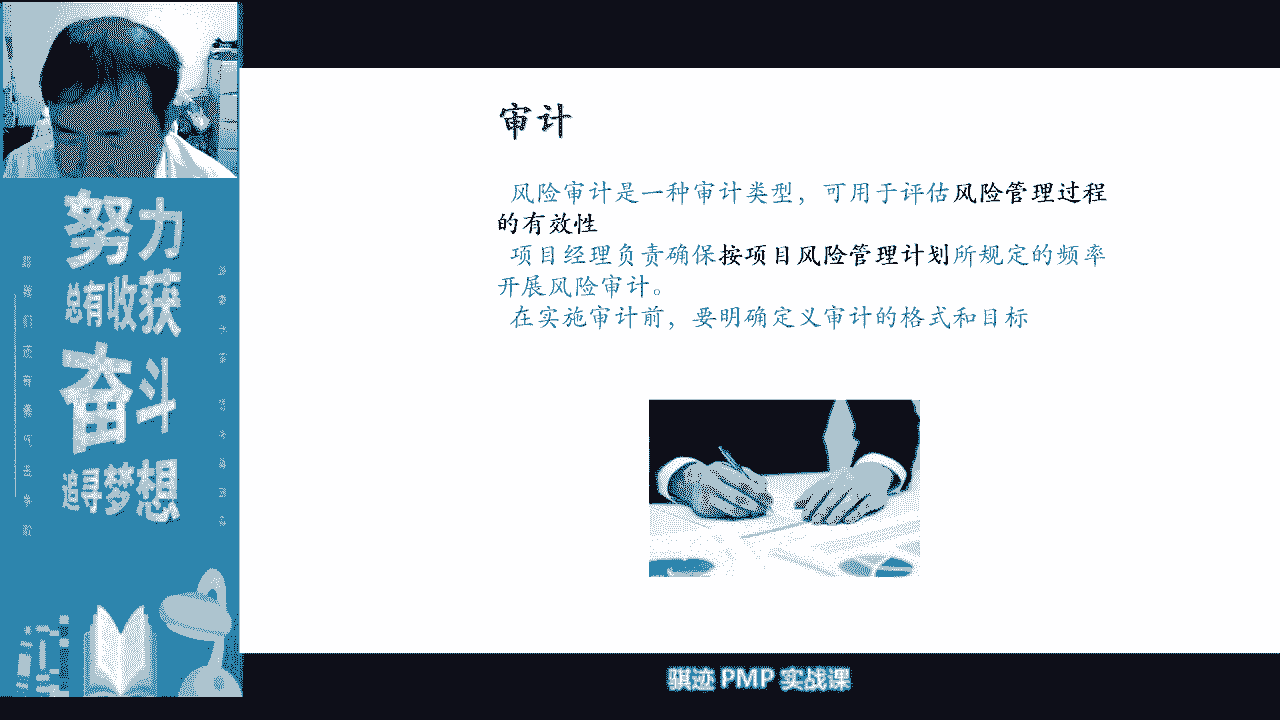 审计
风险审计是一种审计类型，可用于评估风险管理过程
的有效性
项目经理负责确保按项目风险管理计划所规定的频率
开展风险审计。
在实施审计前，要明确定义审计的格式和目标
努力
总有收获
奋斗
追寻梦想
骐迹 PMP 实战课